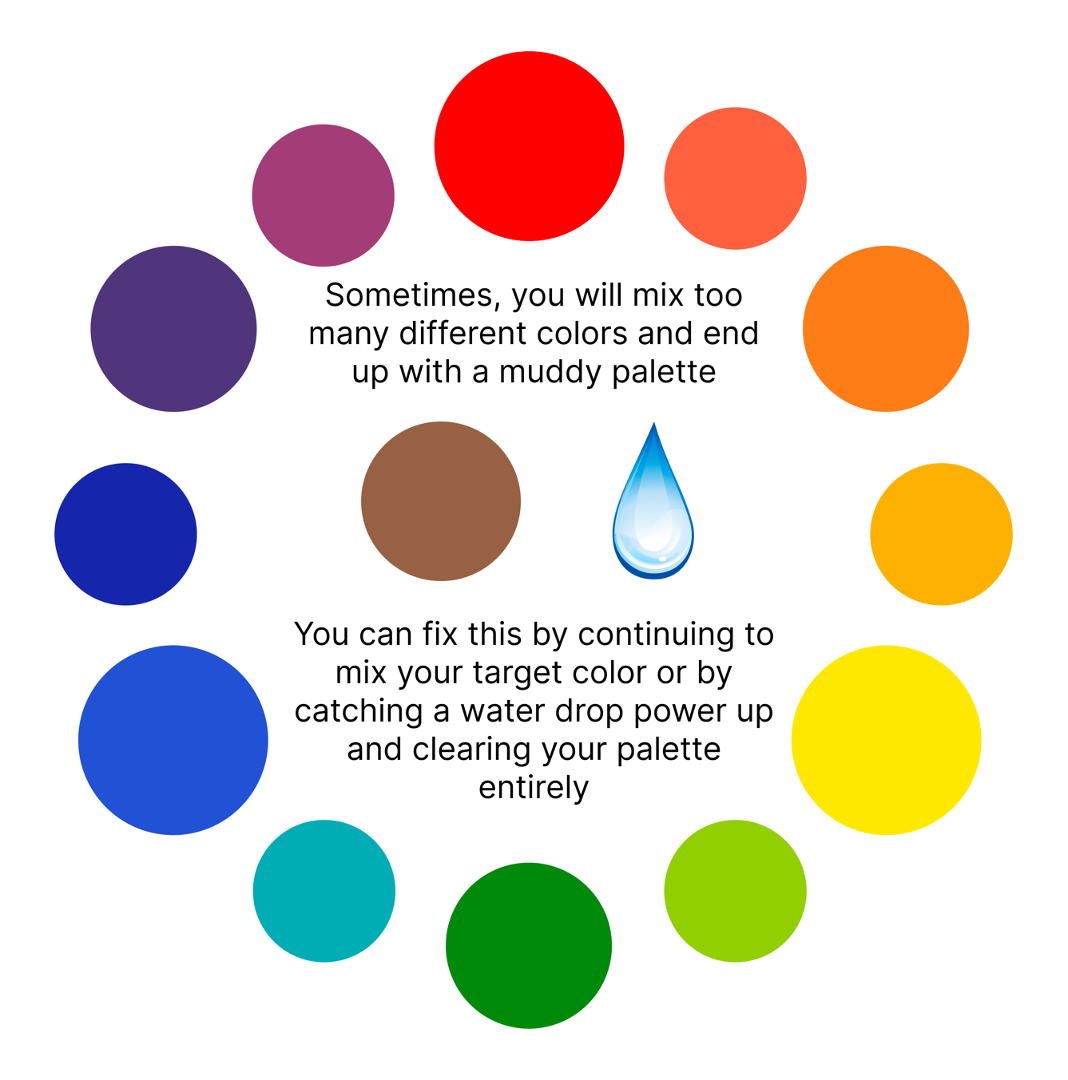 Sometimes, you will mix too
many different colors and end
up with a muddy palette
You can fix this by continuing to
mix your target color or by
catching a water drop power up
and clearing your palette
entirely